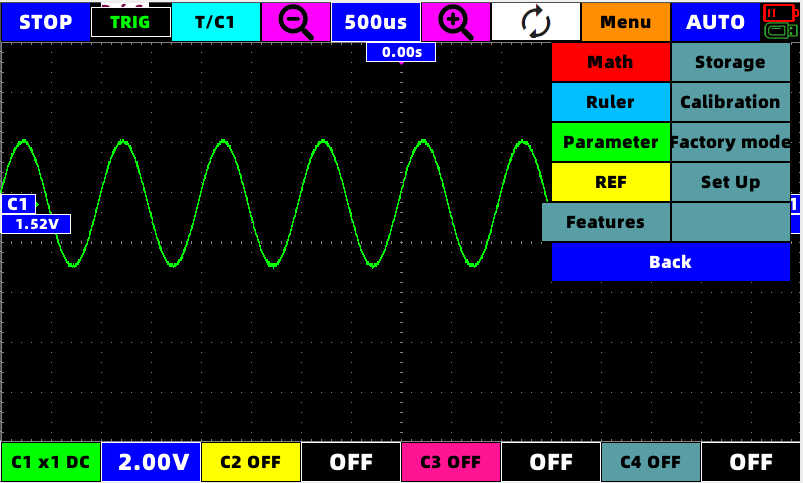 STOP TRIG T/C1 500us Menu AUTO
0.00s
Math Storage
Ruler Calibration
Parameter Factory mode
REF Set Up
C1
1.52V
Features
Back
C1 x1 DC 2.00V C2 OFF OFF C3 OFF OFF C4 OFF OFF